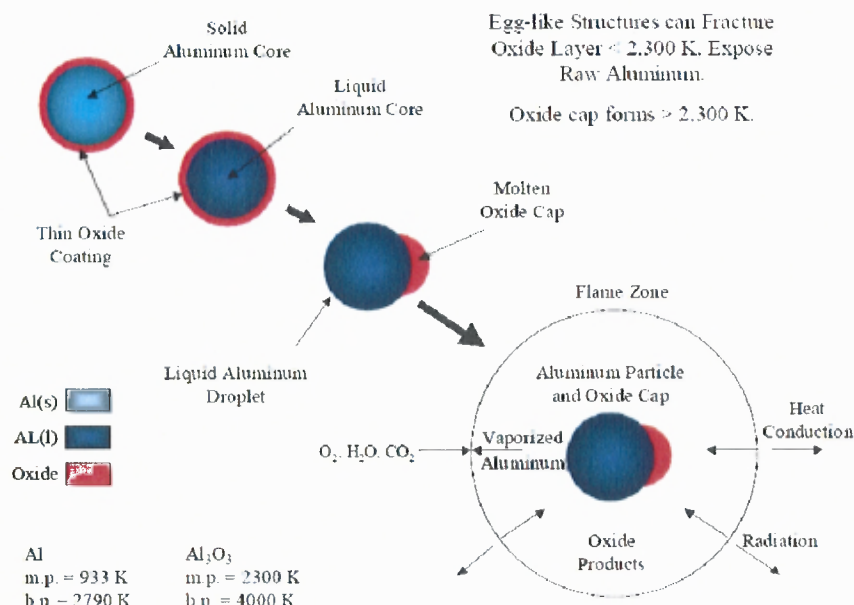 Solid
Aluminum Core
Egg-like Structures can Fracture
Oxide Layer < 2,300 K. Expose
Raw Aluminum.
Oxide cap forms > 2,300 K.
Liquid
Aluminum Core
Molten
Oxide Cap
Thin Oxide
Coating
Flame Zone
Liquid Aluminum
Droplet
Aluminum Particle
and Oxide Cap
Al(s)
AL(l)
Oxide
Heat
Conduction
O₂, H₂O, CO₂
Vaporized
Aluminum
Oxide
Products
Radiation
Al
m.p. = 933 K
b.p. = 2790 K
Al₃O₃
m.p. = 2300 K
b.p. = 4000 K